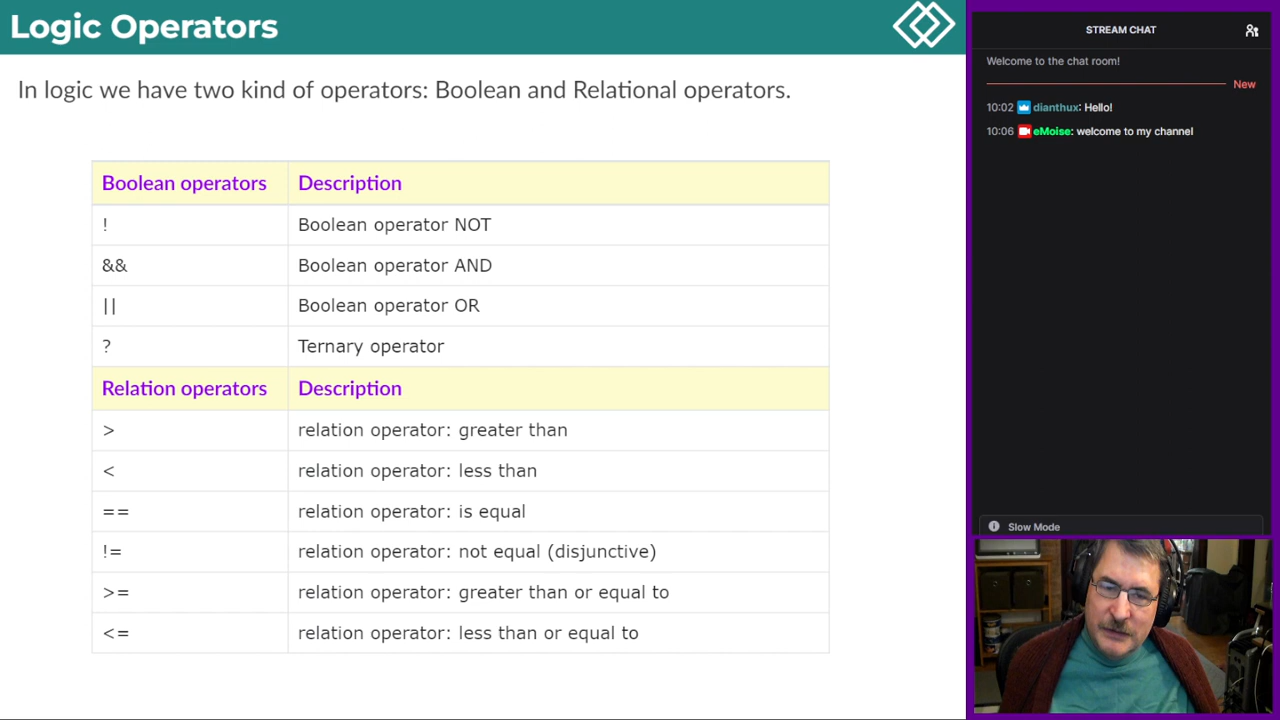 Logic Operators
In logic we have two kind of operators: Boolean and Relational operators.
Boolean operators Description
! Boolean operator NOT
&& Boolean operator AND
|| Boolean operator OR
? Ternary operator
Relation operators Description
> relation operator: greater than
< relation operator: less than
== relation operator: is equal
!= relation operator: not equal (disjunctive)
>= relation operator: greater than or equal to
<= relation operator: less than or equal to
STREAM CHAT
Welcome to the chat room!
New
10:02 dianthux: Hello!
10:06 eMoise: welcome to my channel
Slow Mode